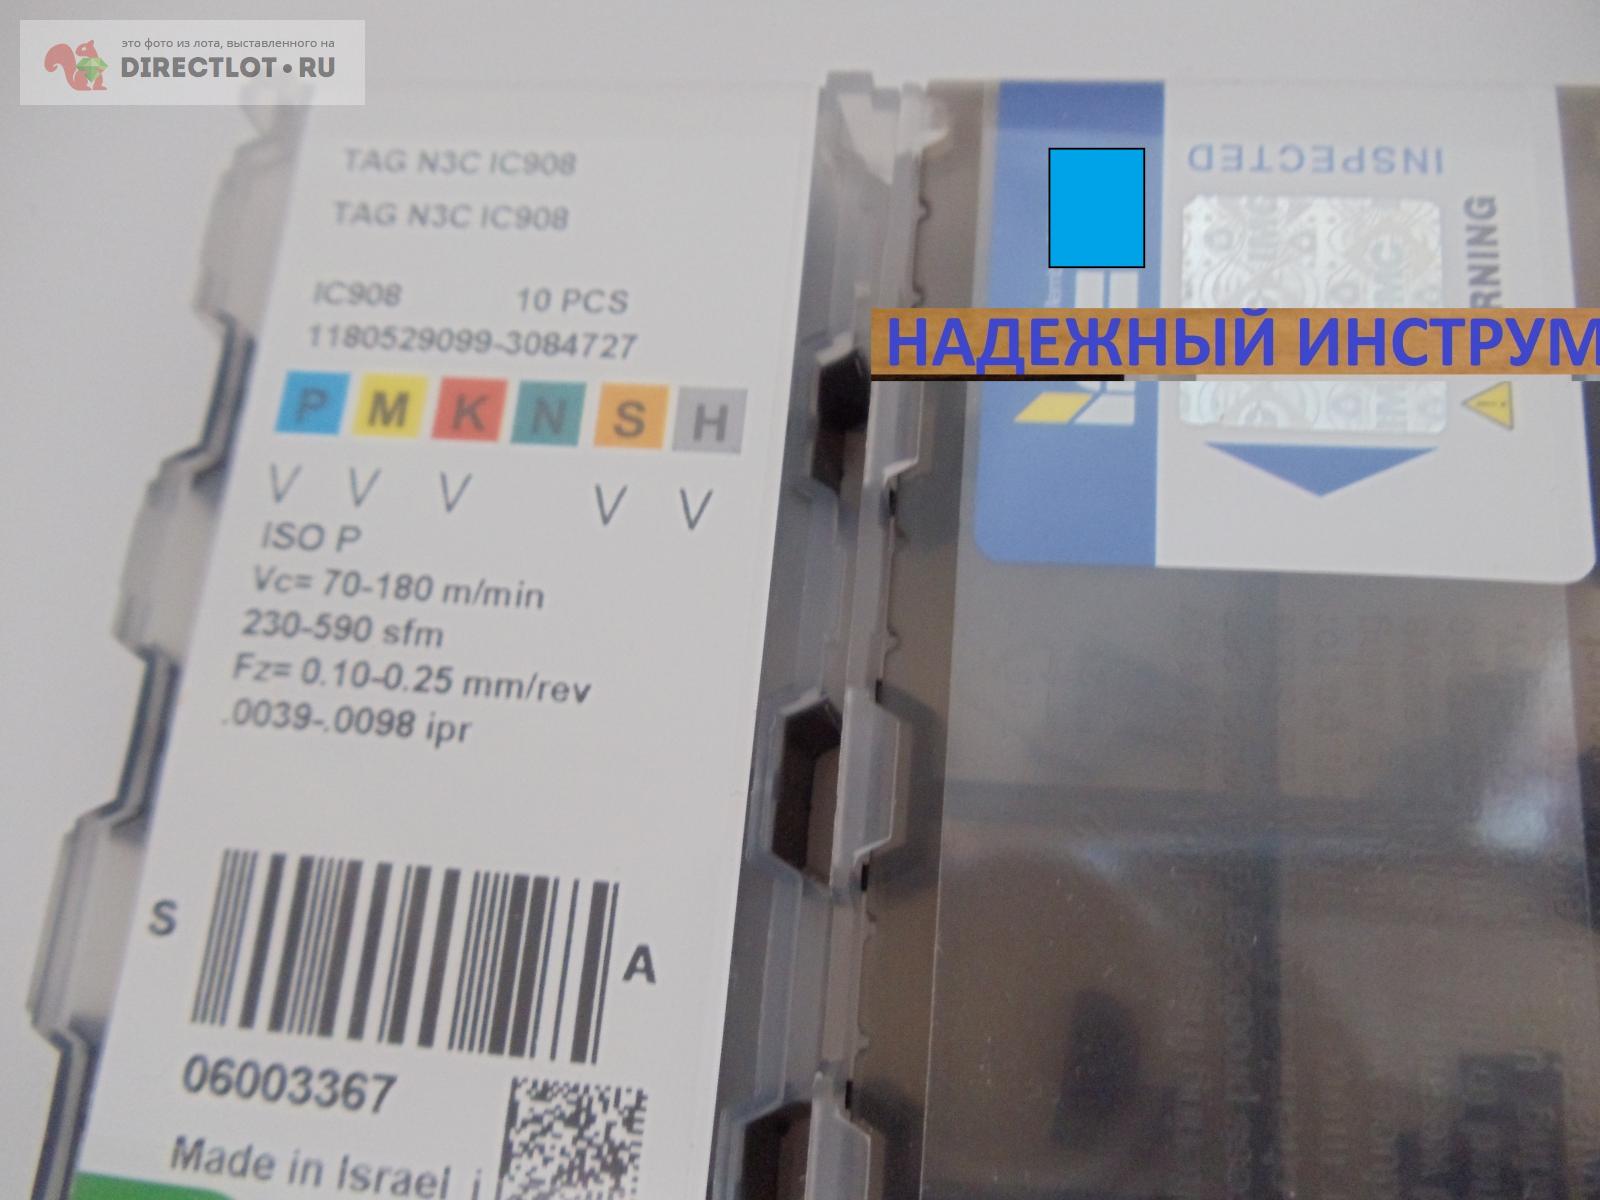 это фото из лота, выставленного на
DIRECTLOT.RU
TAG N3C IC908
TAG N3C IC908
IC908 10 PCS
1180529099-3084727
P M K N S H
V V V V V
ISO P
Vc= 70-180 m/min
230-590 sfm
Fz= 0.10-0.25 mm/rev
.0039-.0098 ipr
S A
06003367
Made in Israel
INSPECTED
RNING
НАДЕЖНЫЙ ИНСТРУМ